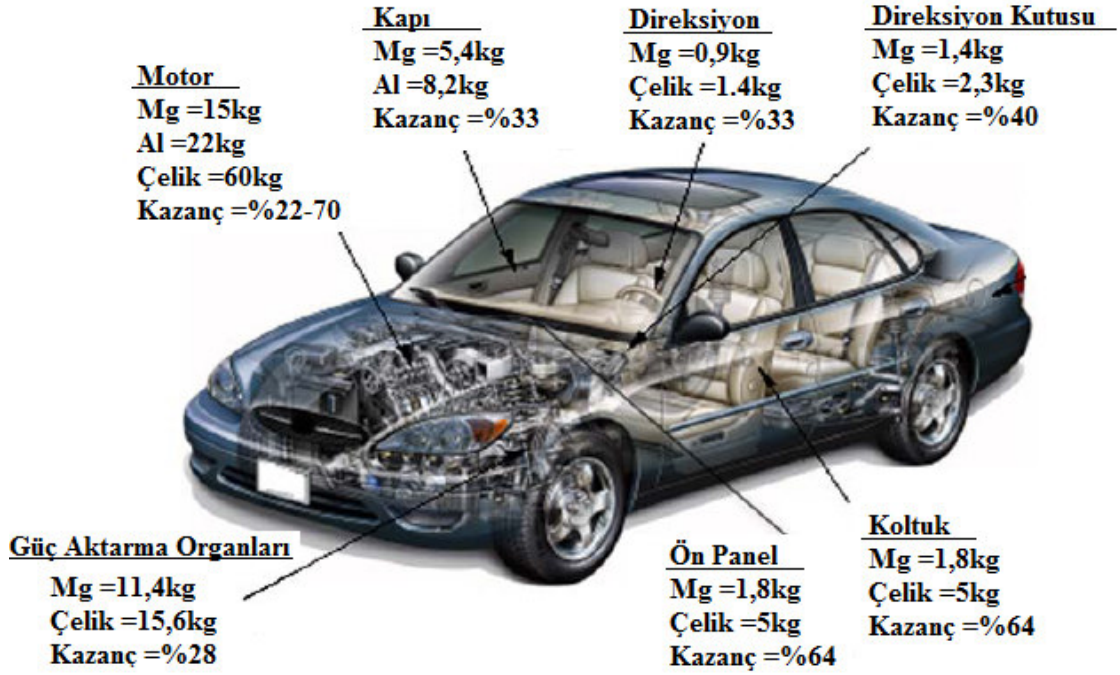 Kapı
Mg =5,4kg
Al =8,2kg
Kazanç =%33
Direksiyon
Mg =0,9kg
Çelik =1.4kg
Kazanç =%33
Direksiyon Kutusu
Mg =1,4kg
Çelik =2,3kg
Kazanç =%40
Motor
Mg =15kg
Al =22kg
Çelik =60kg
Kazanç =%22-70
Güç Aktarma Organları
Mg =11,4kg
Çelik =15,6kg
Kazanç =%28
Ön Panel
Mg =1,8kg
Çelik =5kg
Kazanç =%64
Koltuk
Mg =1,8kg
Çelik =5kg
Kazanç =%64